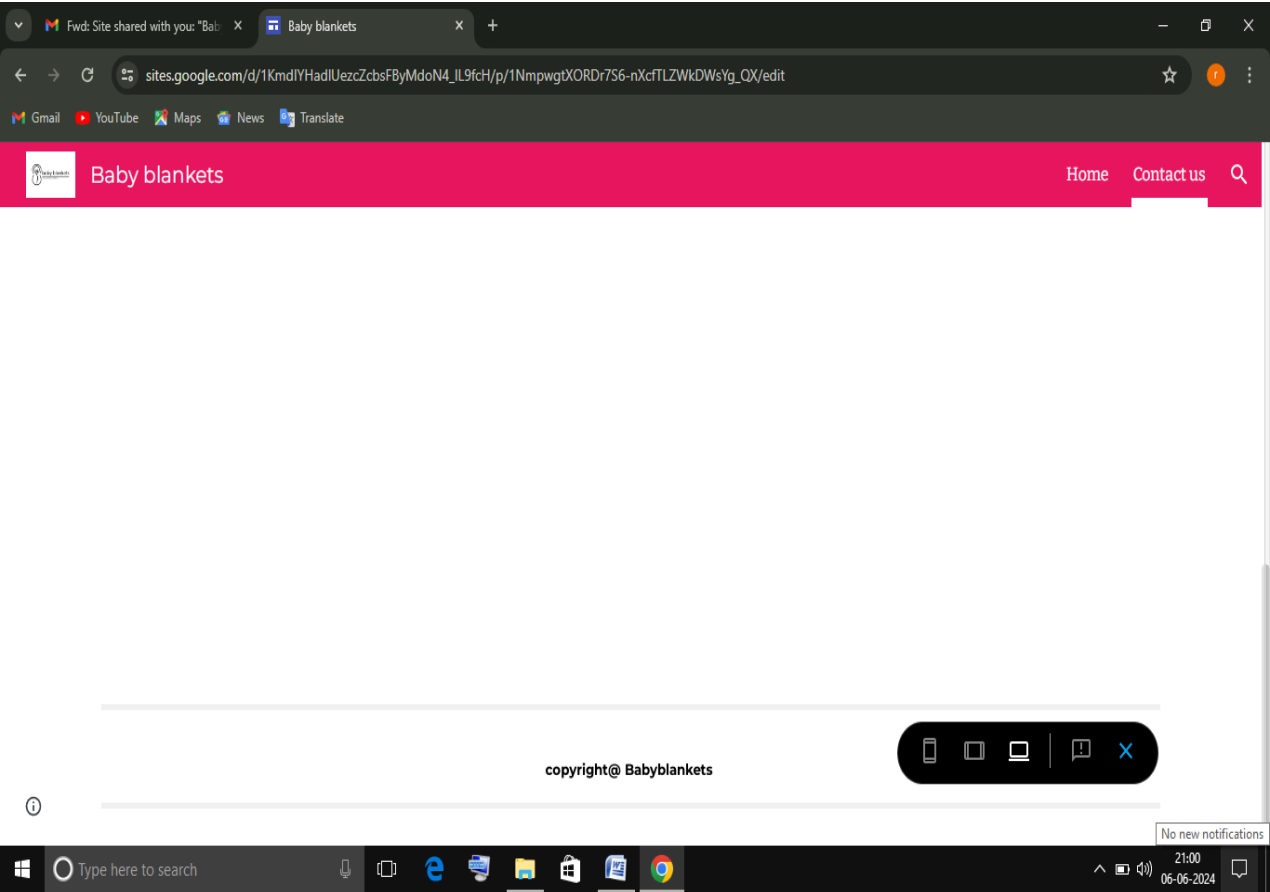 Fwd: Site shared with you: "Bab
Baby blankets
sites.google.com/d/1KmdlYHadlUezcZcbsFByMdoN4_lL9fcH/p/1NmpwgtXORDr7S6-nXcfTLZWkDWsYg_QX/edit
r
Gmail YouTube Maps News Translate
Baby blankets
Home Contact us
copyright@ Babyblankets
No new notifications
Type here to search
21:00
06-06-2024